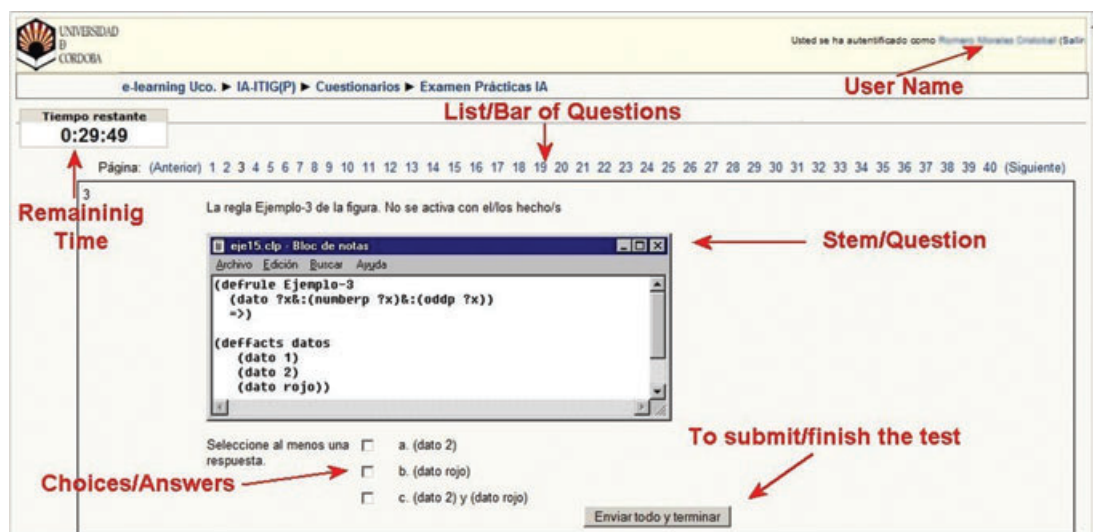 UNIVERSIDAD
D
CORDOBA
Usted se ha autentificado como Romero Morales Cristobal (Salir
User Name
e-learning Uco. ► IA-ITIG(P) ► Cuestionarios ► Examen Prácticas IA
List/Bar of Questions
Tiempo restante
0:29:49
Página: (Anterior) 1 2 3 4 5 6 7 8 9 10 11 12 13 14 15 16 17 18 19 20 21 22 23 24 25 26 27 28 29 30 31 32 33 34 35 36 37 38 39 40 (Siguiente)
3
Remaininig
Time
La regla Ejemplo-3 de la figura. No se activa con el/los hecho/s
Stem/Question
eje15.clp - Bloc de notas
Archivo Edición Buscar Ayuda
(defrule Ejemplo-3
(dato ?x&:(numberp ?x)&:(oddp ?x))
=>)
(deffacts datos
(dato 1)
(dato 2)
(dato rojo))
To submit/finish the test
Seleccione al menos una
respuesta.
a. (dato 2)
b. (dato rojo)
c. (dato 2) y (dato rojo)
Choices/Answers
Enviar todo y terminar